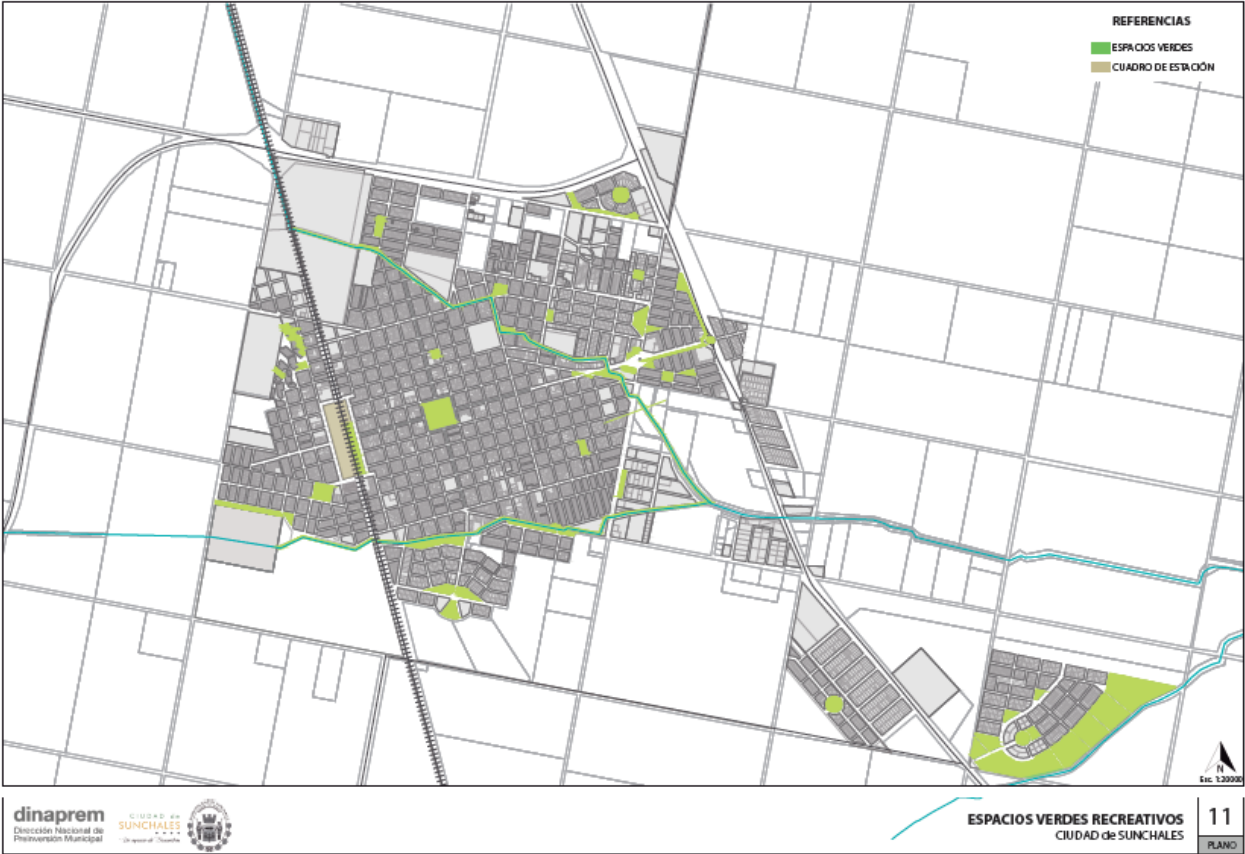 REFERENCIAS
ESPACIOS VERDES
CUADRO DE ESTACIÓN
N
Esc. 1:20000
dinaprem
Dirección Nacional de
Preinversión Municipal
CIUDAD de
SUNCHALES
ESPACIOS VERDES RECREATIVOS
CIUDAD de SUNCHALES
11
PLANO